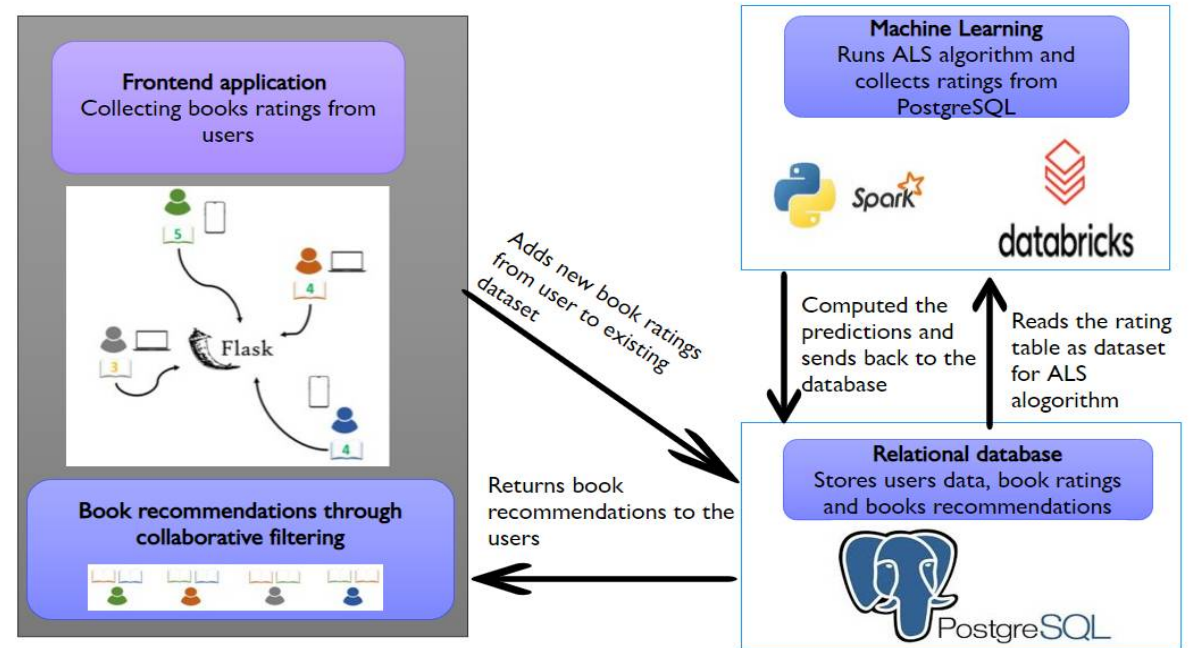 Frontend application
Collecting books ratings from
users
5
4
Flask
3
4
Book recommendations through
collaborative filtering
Adds new book ratings
from user to existing
dataset
Returns book
recommendations to the
users
Machine Learning
Runs ALS algorithm and
collects ratings from
PostgreSQL
Spark
databricks
Computed the
predictions and
sends back to the
database
Reads the rating
table as dataset
for ALS
alogorithm
Relational database
Stores users data, book ratings
and books recommendations
PostgreSQL